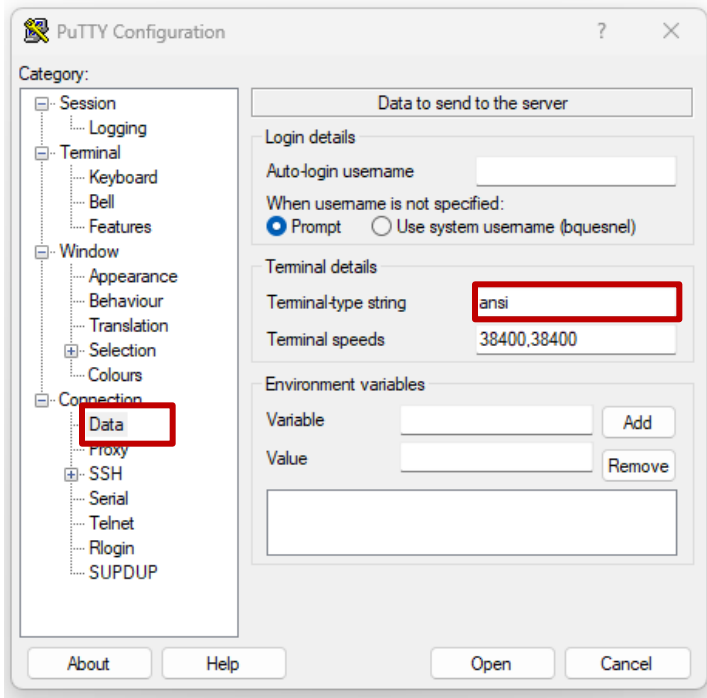 PuTTY Configuration
?
Category:
Session
Logging
Terminal
Keyboard
Bell
Features
Window
Appearance
Behaviour
Translation
Selection
Colours
Connection
Data
Proxy
SSH
Serial
Telnet
Rlogin
SUPDUP
Data to send to the server
Login details
Auto-login username
When username is not specified:
Prompt Use system username (bquesnel)
Terminal details
Terminal-type string ansi
Terminal speeds 38400,38400
Environment variables
Variable Add
Value Remove
About Help Open Cancel